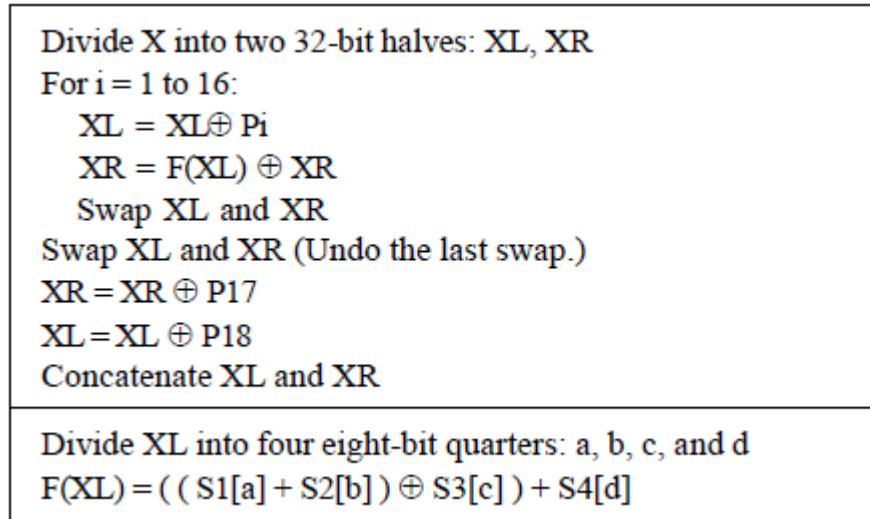 Divide X into two 32-bit halves: XL, XR
For i = 1 to 16:
XL = XL⊕ Pi
XR = F(XL) ⊕ XR
Swap XL and XR
Swap XL and XR (Undo the last swap.)
XR = XR ⊕ P17
XL = XL ⊕ P18
Concatenate XL and XR
Divide XL into four eight-bit quarters: a, b, c, and d
F(XL) = ( ( S1[a] + S2[b] ) ⊕ S3[c] ) + S4[d]